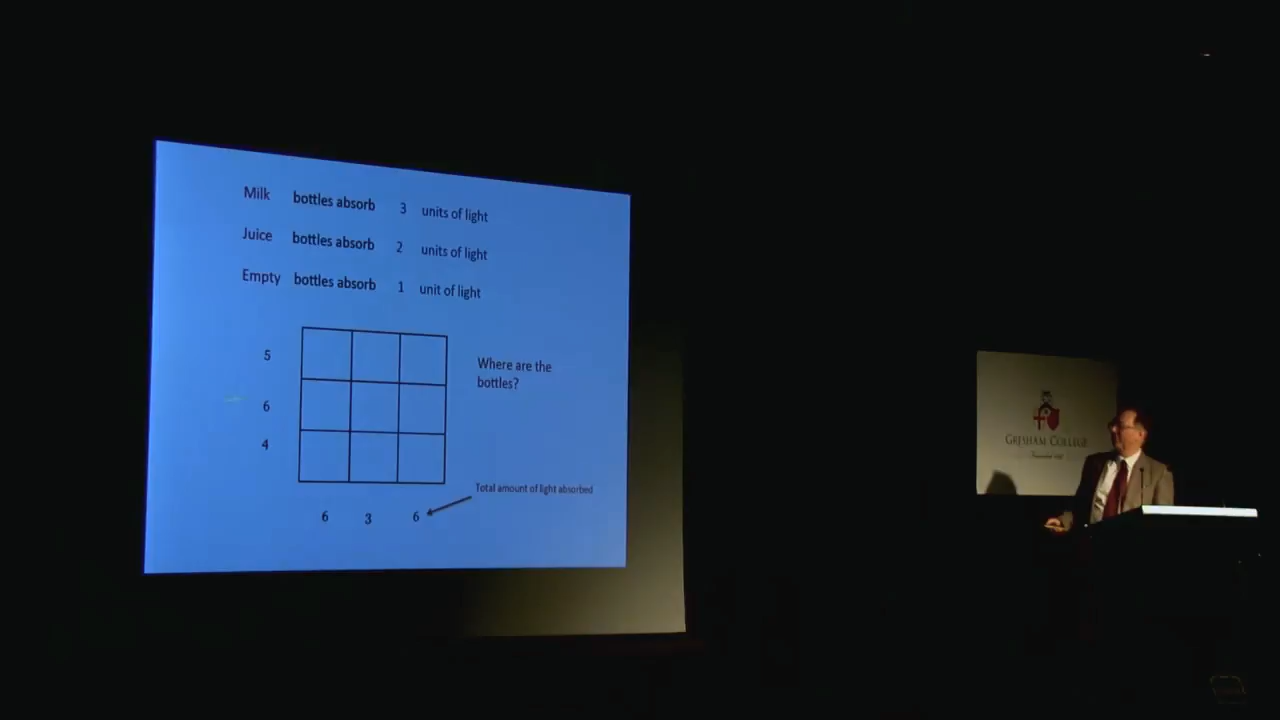 Milk bottles absorb 3 units of light
Juice bottles absorb 2 units of light
Empty bottles absorb 1 unit of light
5
6
4
Where are the
bottles?
Total amount of light absorbed
6 3 6
GRESHAM COLLEGE